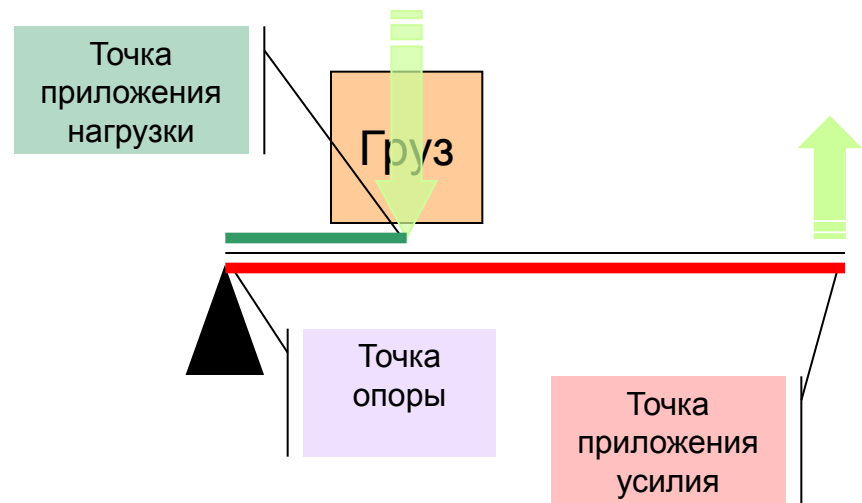 Точка
приложения
нагрузки
Груз
Точка
опоры
Точка
приложения
усилия